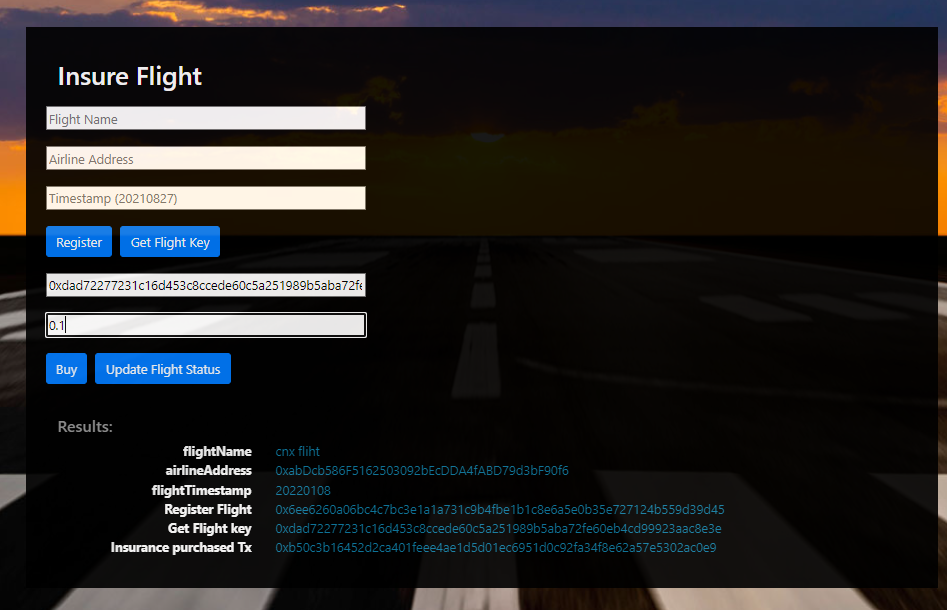 Insure Flight
Flight Name
Airline Address
Timestamp (20210827)
Register Get Flight Key
0xdad72277231c16d453c8ccede60c5a251989b5aba72fe
0.1
Buy Update Flight Status
Results:
flightName cnx fliht
airlineAddress 0xabDcb586F5162503092bEcDDA4fABD79d3bF90f6
flightTimestamp 20220108
Register Flight 0x6ee6260a06bc4c7bc3e1a1a731c9b4fbe1b1c8e6a5e0b35e727124b559d39d45
Get Flight key 0xdad72277231c16d453c8ccede60c5a251989b5aba72fe60eb4cd99923aac8e3e
Insurance purchased Tx 0xb50c3b16452d2ca401feee4ae1d5d01ec6951d0c92fa34f8e62a57e5302ac0e9